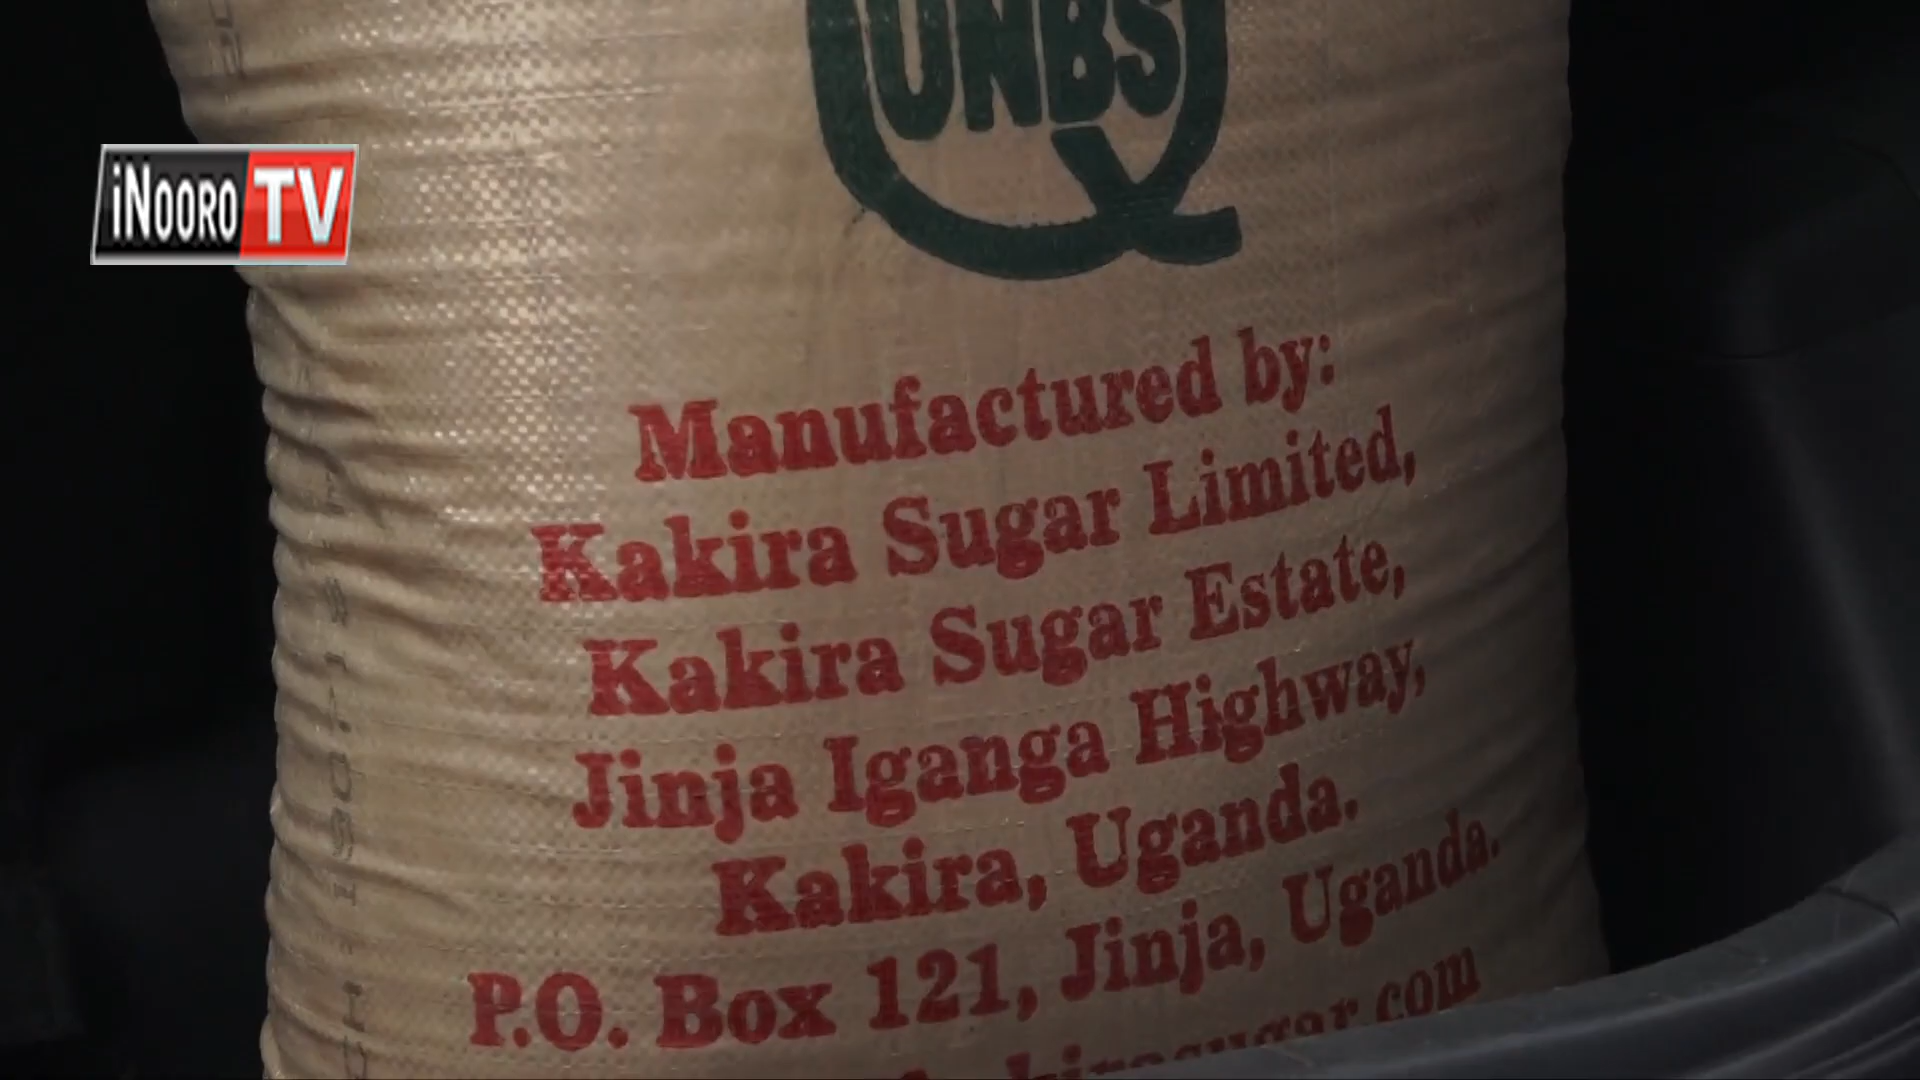 UNBS
iNOORO TV
Manufactured by:
Kakira Sugar Limited,
Kakira Sugar Estate,
Jinja Iganga Highway,
Kakira, Uganda.
P.O. Box 121, Jinja, Uganda.